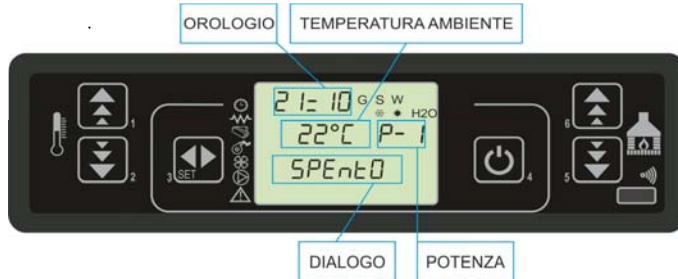 OROLOGIO TEMPERATURA AMBIENTE
21:10 G S W
H2O
22°C P-1
SPEntO
1 6
2 3 SET 4 5
DIALOGO POTENZA